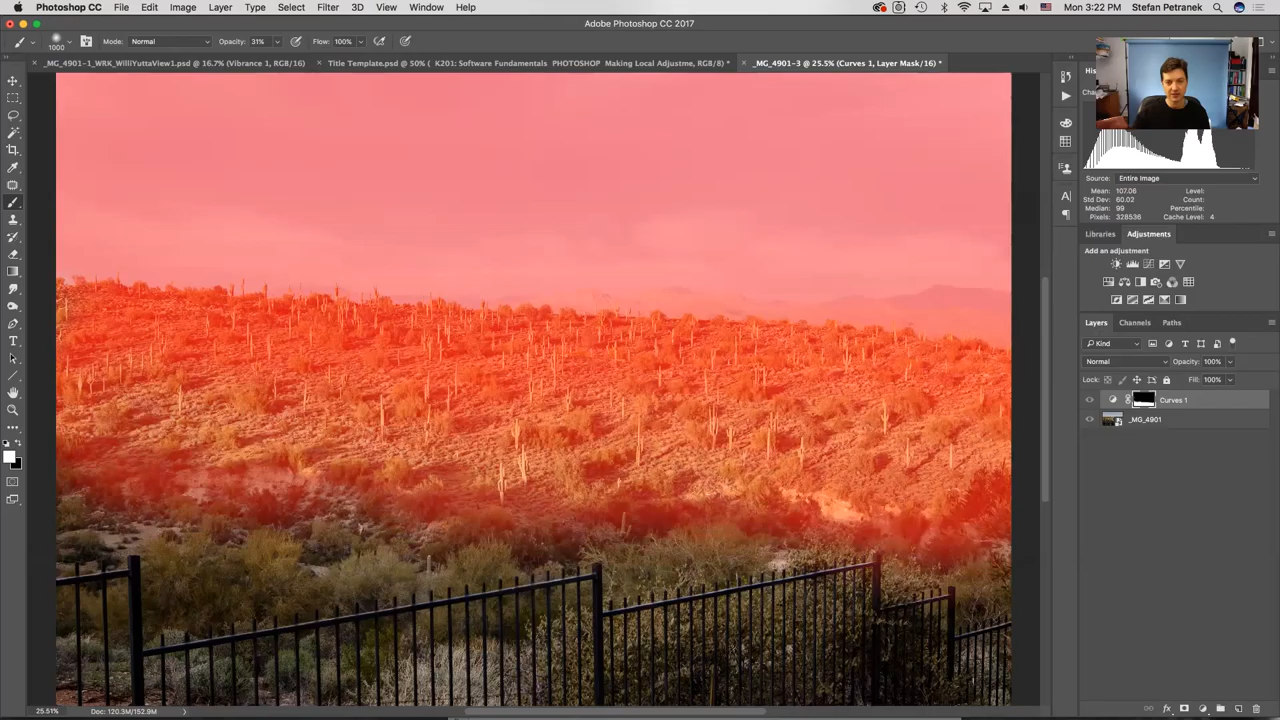 Photoshop CC File Edit Image Layer Type Select Filter 3D View Window Help Mon 3:22 PM Stefan Petranek
Adobe Photoshop CC 2017
1000 Mode: Normal Opacity: 31% Flow: 100%
_MG_4901-1_WRK_WilliYuttaView1.psd @ 16.7% (Vibrance 1, RGB/16) Title Template.psd @ 50% ( K201: Software Fundamentals PHOTOSHOP Making Local Adjustme, RGB/8) * _MG_4901-3 @ 25.5% (Curves 1, Layer Mask/16) *
Source: Entire Image
Mean: 107.06 Level:
Std Dev: 60.02 Count:
Median: 99 Percentile:
Pixels: 328536 Cache Level: 4
Libraries Adjustments
Add an adjustment
Layers Channels Paths
Kind
Normal Opacity: 100%
Lock: Fill: 100%
Curves 1
_MG_4901
25.51% Doc: 120.3M/152.9M